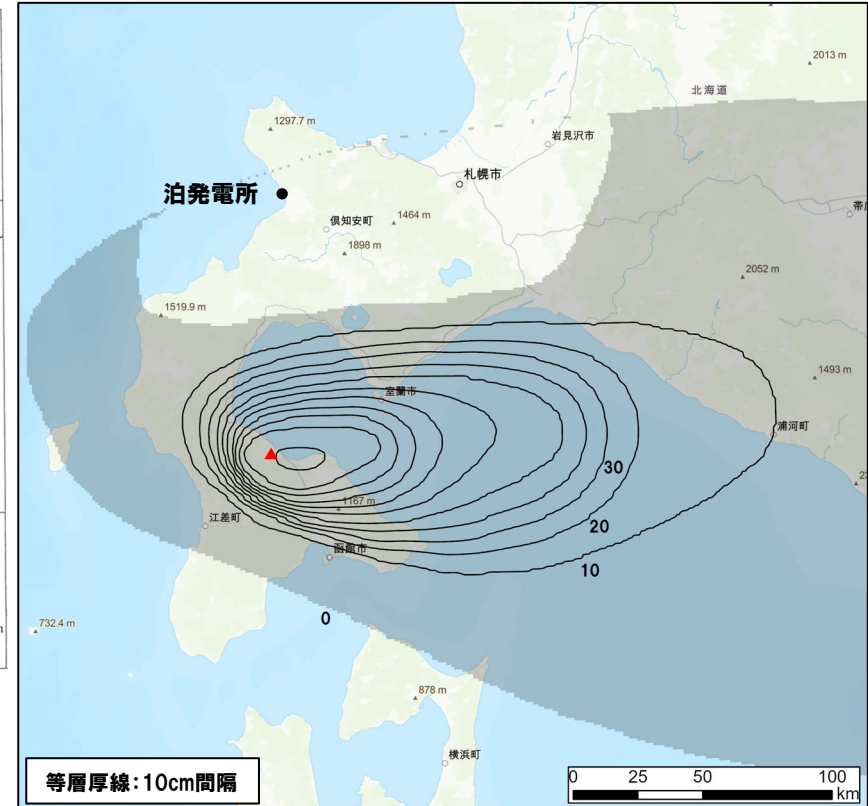 2013 m
北海道
1297.7 m
岩見沢市
札幌市
泊発電所
帯
1464 m
倶知安町
1898 m
2052 m
1519.9 m
1493 m
室蘭市
浦河町
30
1167 m
江差町
20
函館市
10
0
732.4 m
878 m
横浜町
等層厚線:10cm間隔
0 25 50 100
km